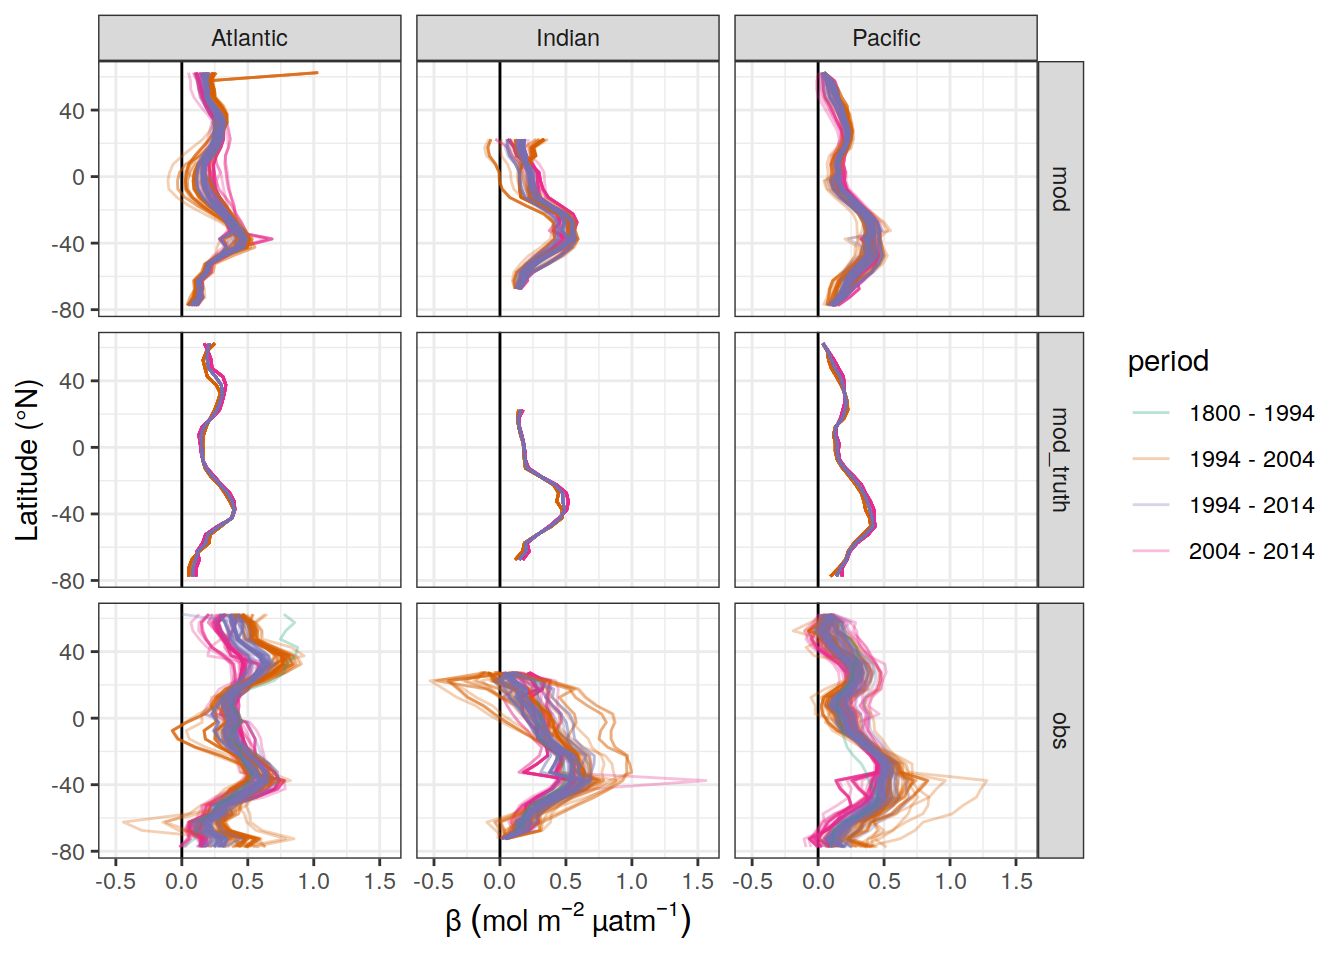 Atlantic Indian Pacific
40
0
-40
-80
mod
40
0
-40
-80
mod_truth
40
0
-40
-80
obs
Latitude (°N)
-0.5 0.0 0.5 1.0 1.5 -0.5 0.0 0.5 1.0 1.5 -0.5 0.0 0.5 1.0 1.5
β (mol m⁻² µatm⁻¹)
period
1800 - 1994
1994 - 2004
1994 - 2014
2004 - 2014